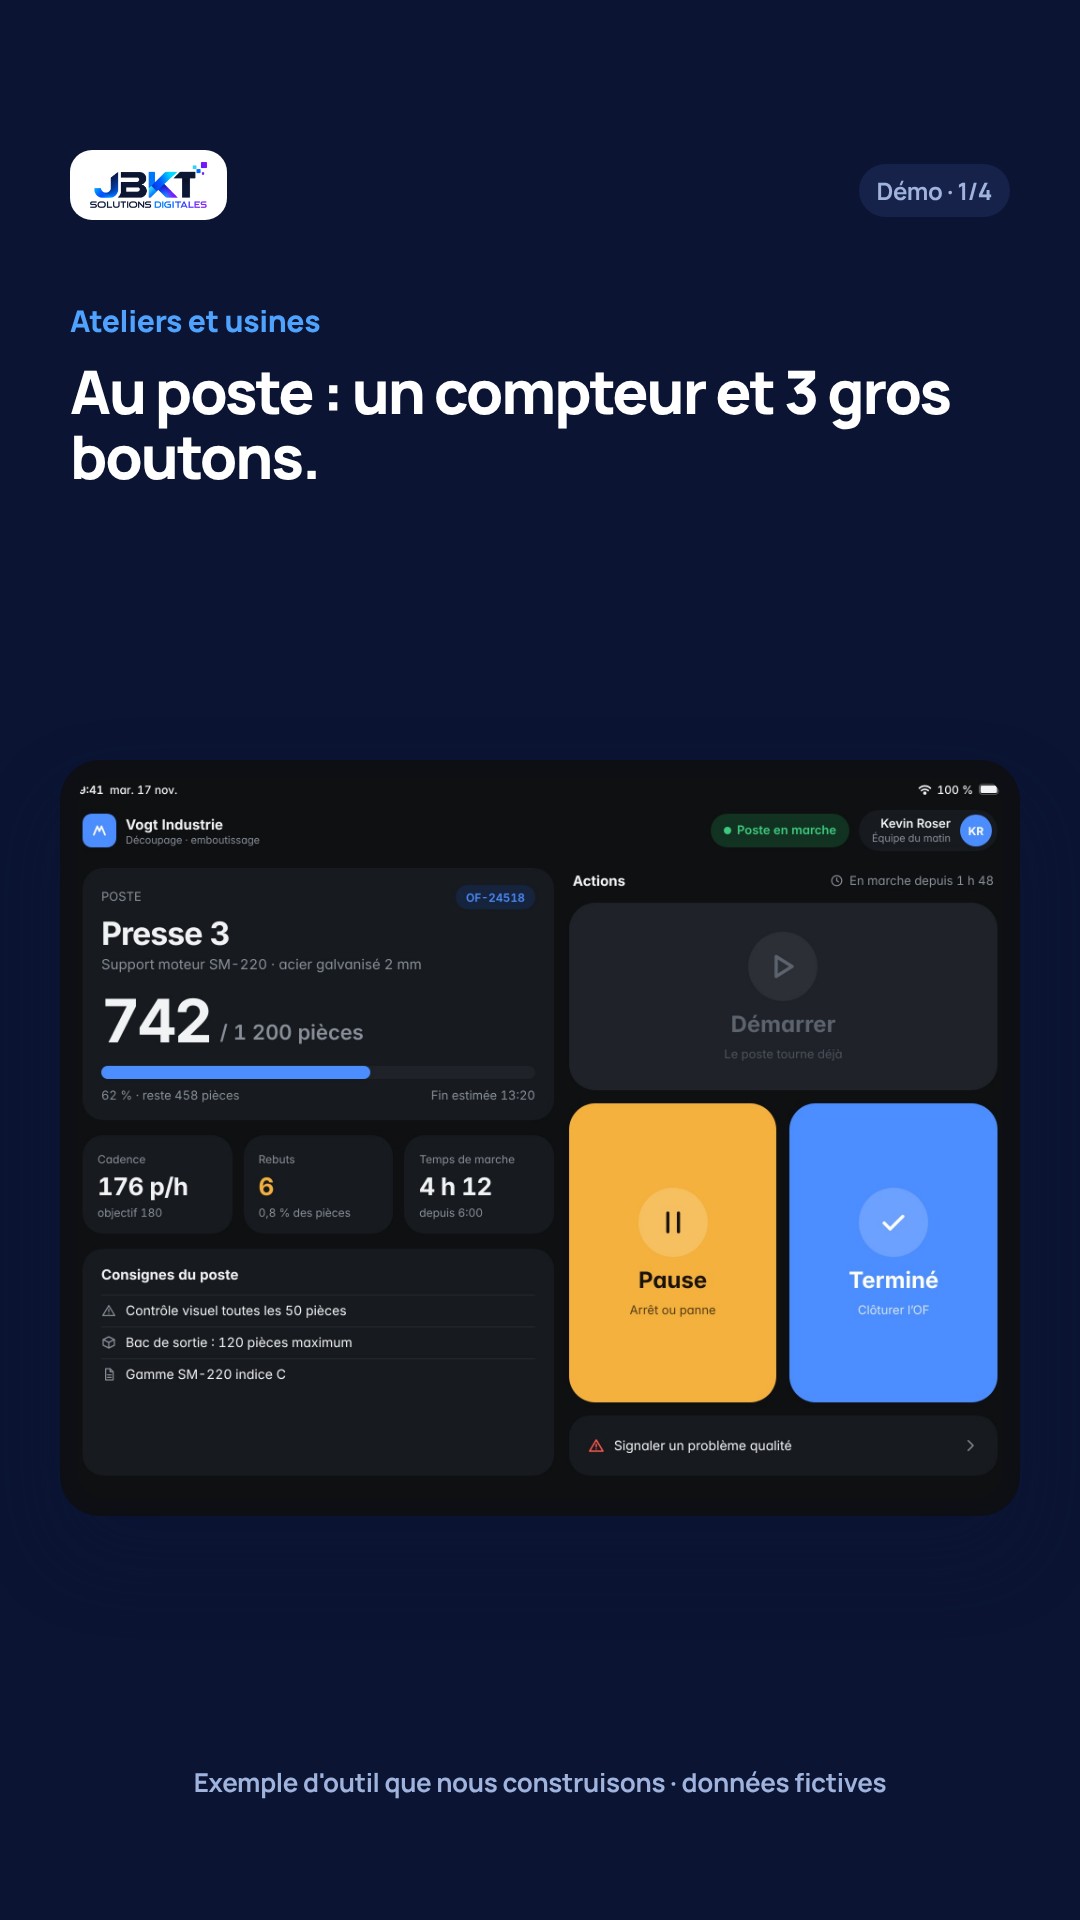 JBKT
SOLUTIONS DIGITALES
Démo · 1/4
Ateliers et usines
Au poste : un compteur et 3 gros
boutons.
9:41 mar. 17 nov.
100 %
Vogt Industrie
Découpage · emboutissage
Poste en marche
Kevin Roser
Équipe du matin
KR
POSTE
OF-24518
Presse 3
Support moteur SM-220 · acier galvanisé 2 mm
742 / 1 200 pièces
62 % · reste 458 pièces
Fin estimée 13:20
Cadence
176 p/h
objectif 180
Rebuts
6
0,8 % des pièces
Temps de marche
4 h 12
depuis 6:00
Consignes du poste
Contrôle visuel toutes les 50 pièces
Bac de sortie : 120 pièces maximum
Gamme SM-220 indice C
Actions
En marche depuis 1 h 48
Démarrer
Le poste tourne déjà
Pause
Arrêt ou panne
Terminé
Clôturer l'OF
Signaler un problème qualité
Exemple d'outil que nous construisons · données fictives